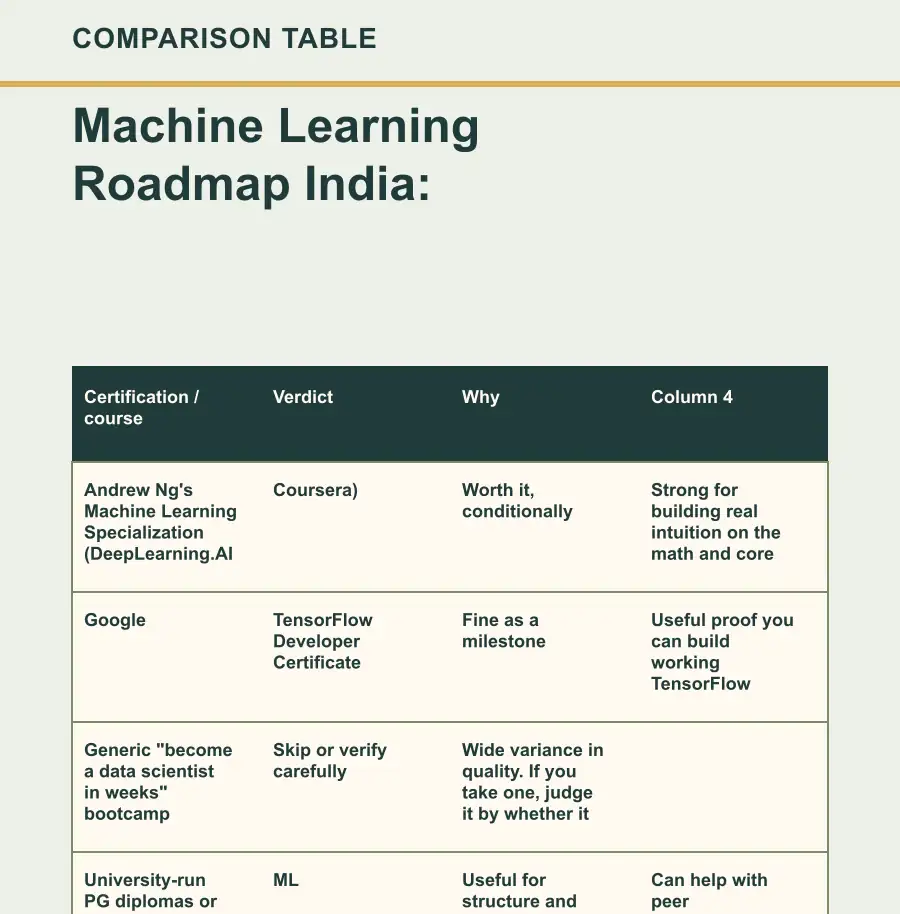 COMPARISON TABLE
Machine Learning
Roadmap India:
Certification /
course
Verdict
Why
Column 4
Andrew Ng's
Machine Learning
Specialization
(DeepLearning.AI
Coursera)
Worth it,
conditionally
Strong for
building real
intuition on the
math and core
Google
TensorFlow
Developer
Certificate
Fine as a
milestone
Useful proof you
can build
working
TensorFlow
Generic "become
a data scientist
in weeks"
bootcamp
Skip or verify
carefully
Wide variance in
quality. If you
take one, judge
it by whether it
University-run
PG diplomas or
ML
Useful for
structure and
Can help with
peer